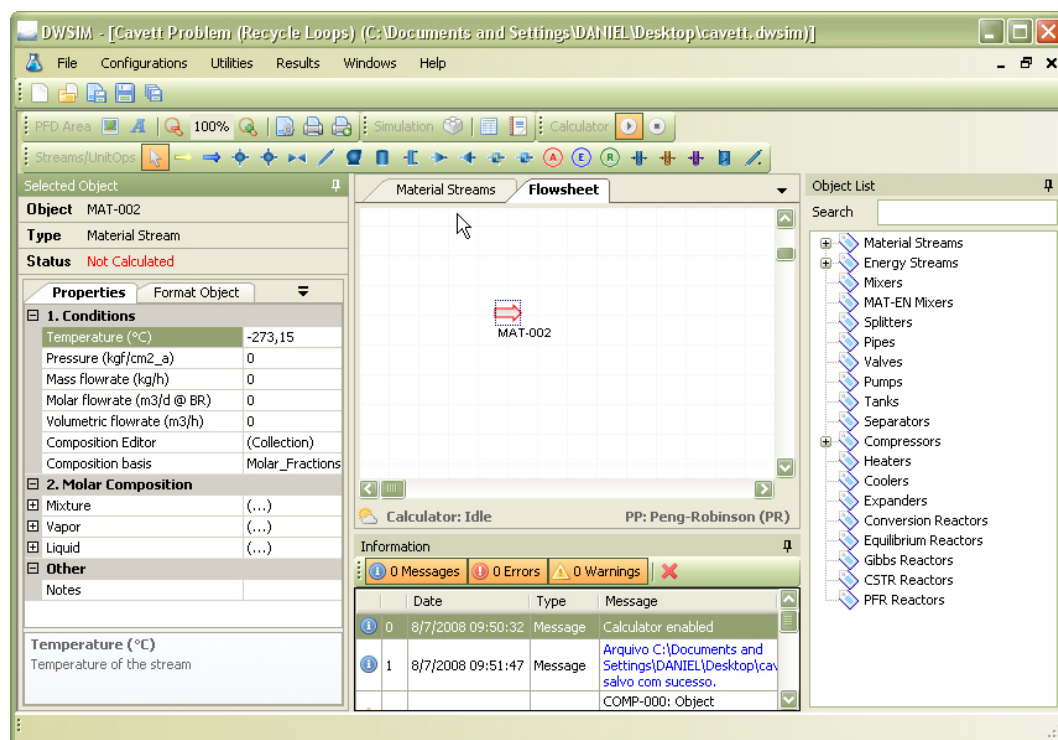 DWSIM - [Cavett Problem (Recycle Loops) (C:\Documents and Settings\DANIEL\Desktop\cavett.dwsim)]
File Configurations Utilities Results Windows Help
PFD Area A 100% Simulation Calculator
Streams/UnitOps A E R
Selected Object
Object MAT-002
Type Material Stream
Status Not Calculated
Properties Format Object
1. Conditions
Temperature (°C) -273,15
Pressure (kgf/cm2_a) 0
Mass flowrate (kg/h) 0
Molar flowrate (m3/d @ BR) 0
Volumetric flowrate (m3/h) 0
Composition Editor (Collection)
Composition basis Molar_Fractions
2. Molar Composition
Mixture (...)
Vapor (...)
Liquid (...)
Other
Notes
Temperature (°C)
Temperature of the stream
Material Streams Flowsheet
MAT-002
Calculator: Idle PP: Peng-Robinson (PR)
Information
0 Messages 0 Errors 0 Warnings
Date Type Message
0 8/7/2008 09:50:32 Message Calculator enabled
1 8/7/2008 09:51:47 Message Arquivo C:\Documents and
Settings\DANIEL\Desktop\cav
salvo com sucesso.
COMP-000: Object
Object List
Search
Material Streams
Energy Streams
Mixers
MAT-EN Mixers
Splitters
Pipes
Valves
Pumps
Tanks
Separators
Compressors
Heaters
Coolers
Expanders
Conversion Reactors
Equilibrium Reactors
Gibbs Reactors
CSTR Reactors
PFR Reactors